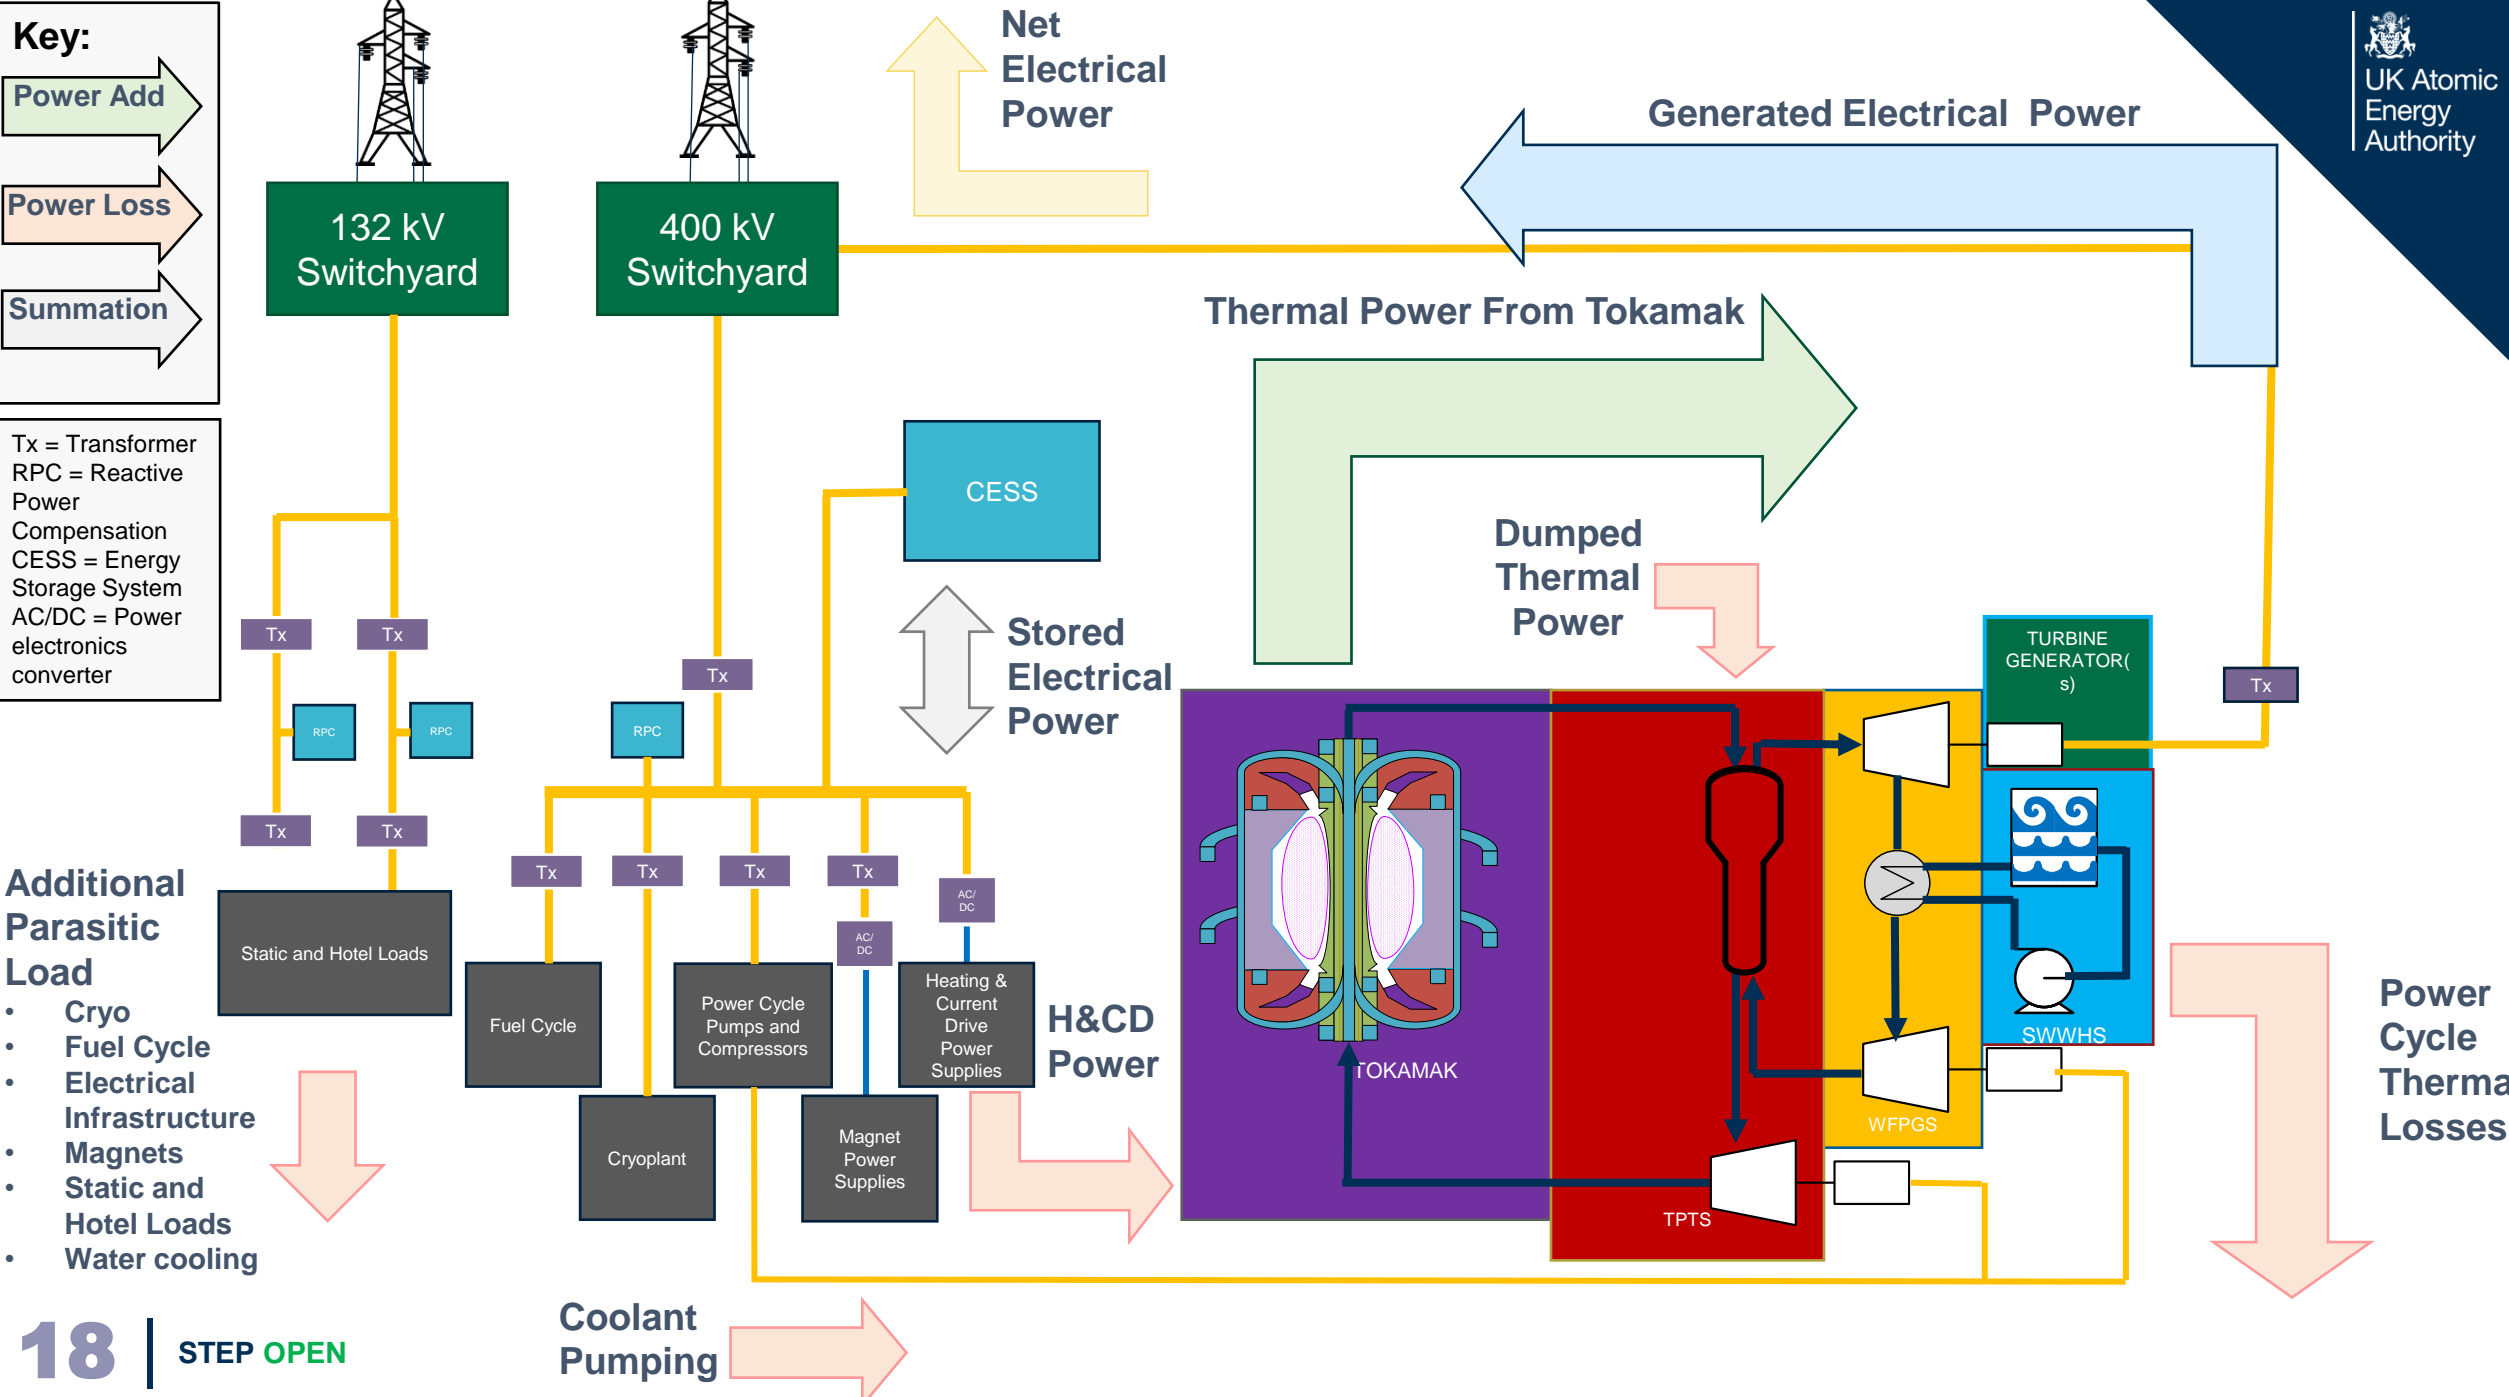 Key:
Power Add
Power Loss
Summation
Tx = Transformer
RPC = Reactive
Power
Compensation
CESS = Energy
Storage System
AC/DC = Power
electronics
converter
132 kV
Switchyard
400 kV
Switchyard
Net
Electrical
Power
Generated Electrical Power
UK Atomic
Energy
Authority
Thermal Power From Tokamak
CESS
Dumped
Thermal
Power
Stored
Electrical
Power
Tx
Tx
Tx
RPC
RPC
RPC
Tx
Tx
Tx
Tx
Tx
Tx
AC/
DC
AC/
DC
TURBINE
GENERATOR(
s)
Tx
Additional
Parasitic
Load
• Cryo
• Fuel Cycle
• Electrical
Infrastructure
• Magnets
• Static and
Hotel Loads
• Water cooling
Static and Hotel Loads
Fuel Cycle
Cryoplant
Power Cycle
Pumps and
Compressors
Magnet
Power
Supplies
Heating &
Current
Drive
Power
Supplies
H&CD
Power
TOKAMAK
TPTS
WFPGS
SWWHS
Power
Cycle
Therma
Losses
Coolant
Pumping
18
STEP OPEN